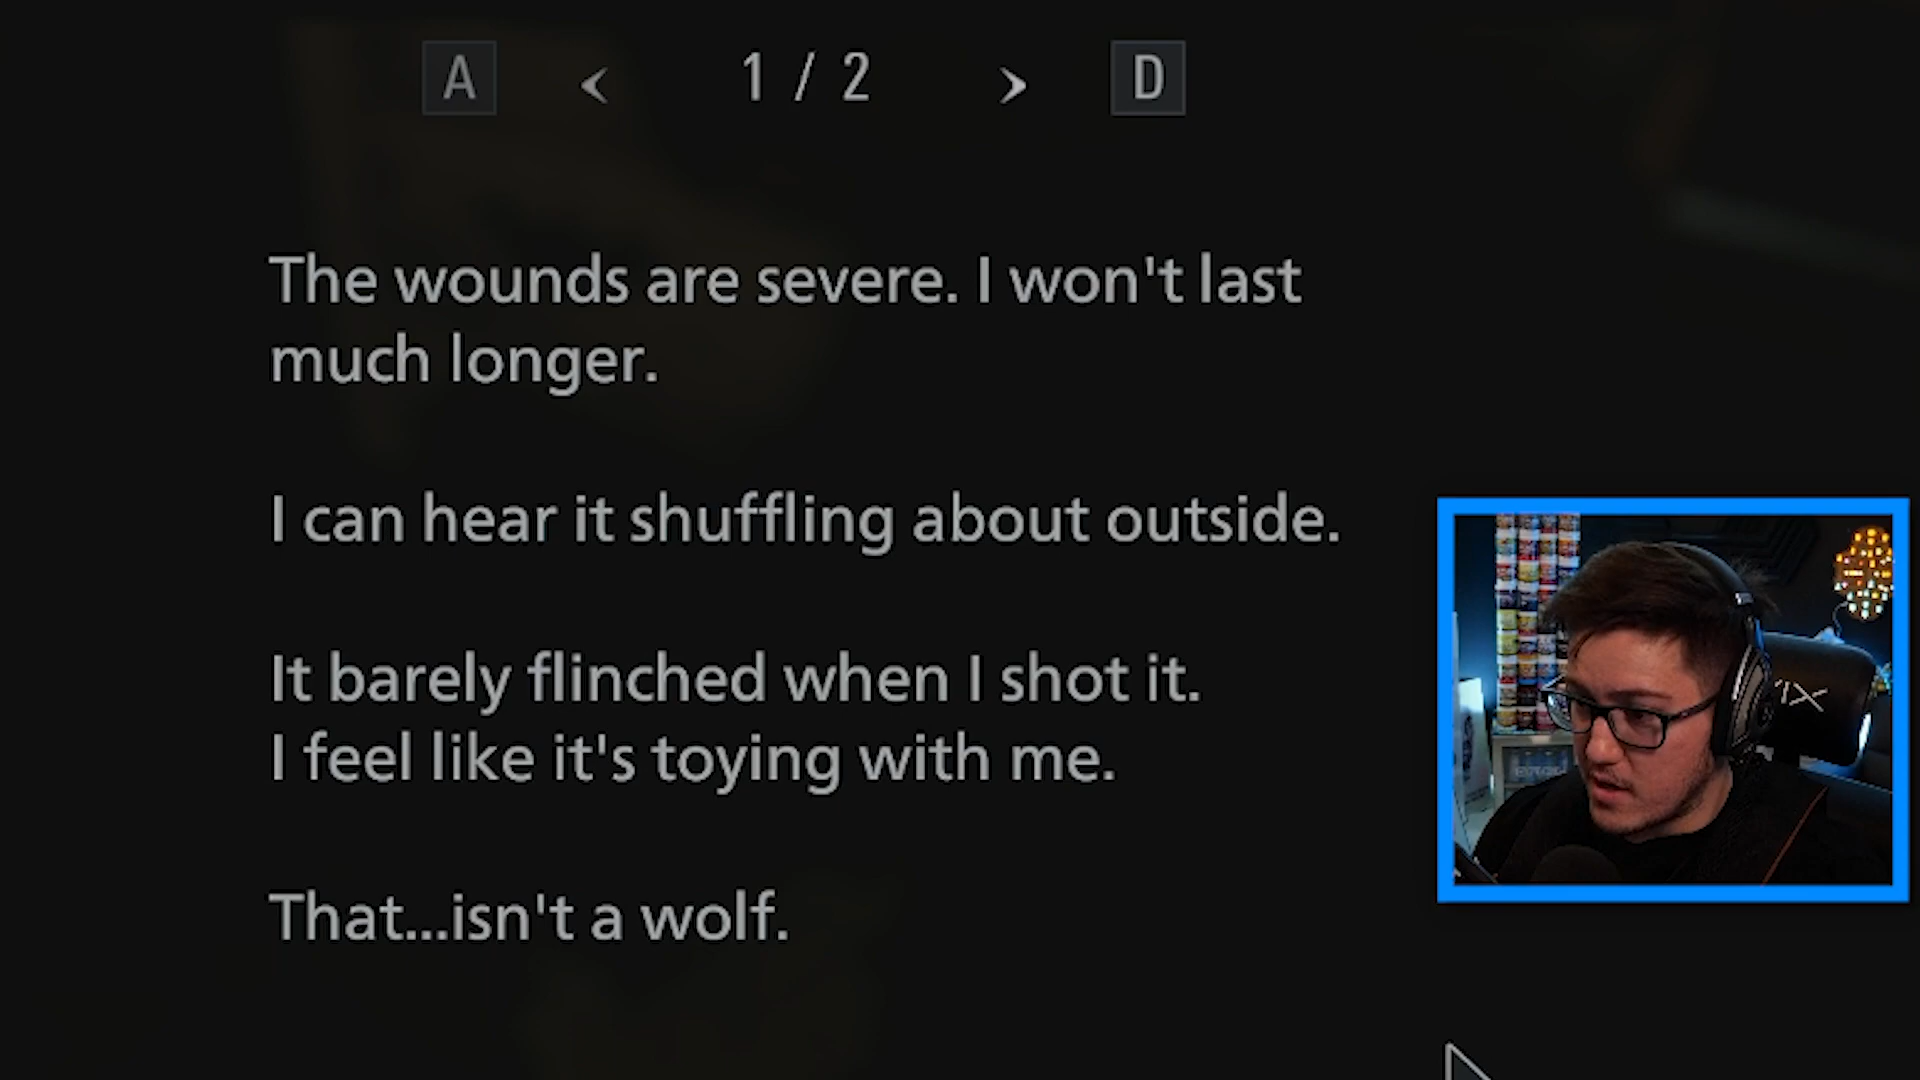 A < 1 / 2 > D
The wounds are severe. I won't last
much longer.
I can hear it shuffling about outside.
It barely flinched when I shot it.
I feel like it's toying with me.
That...isn't a wolf.